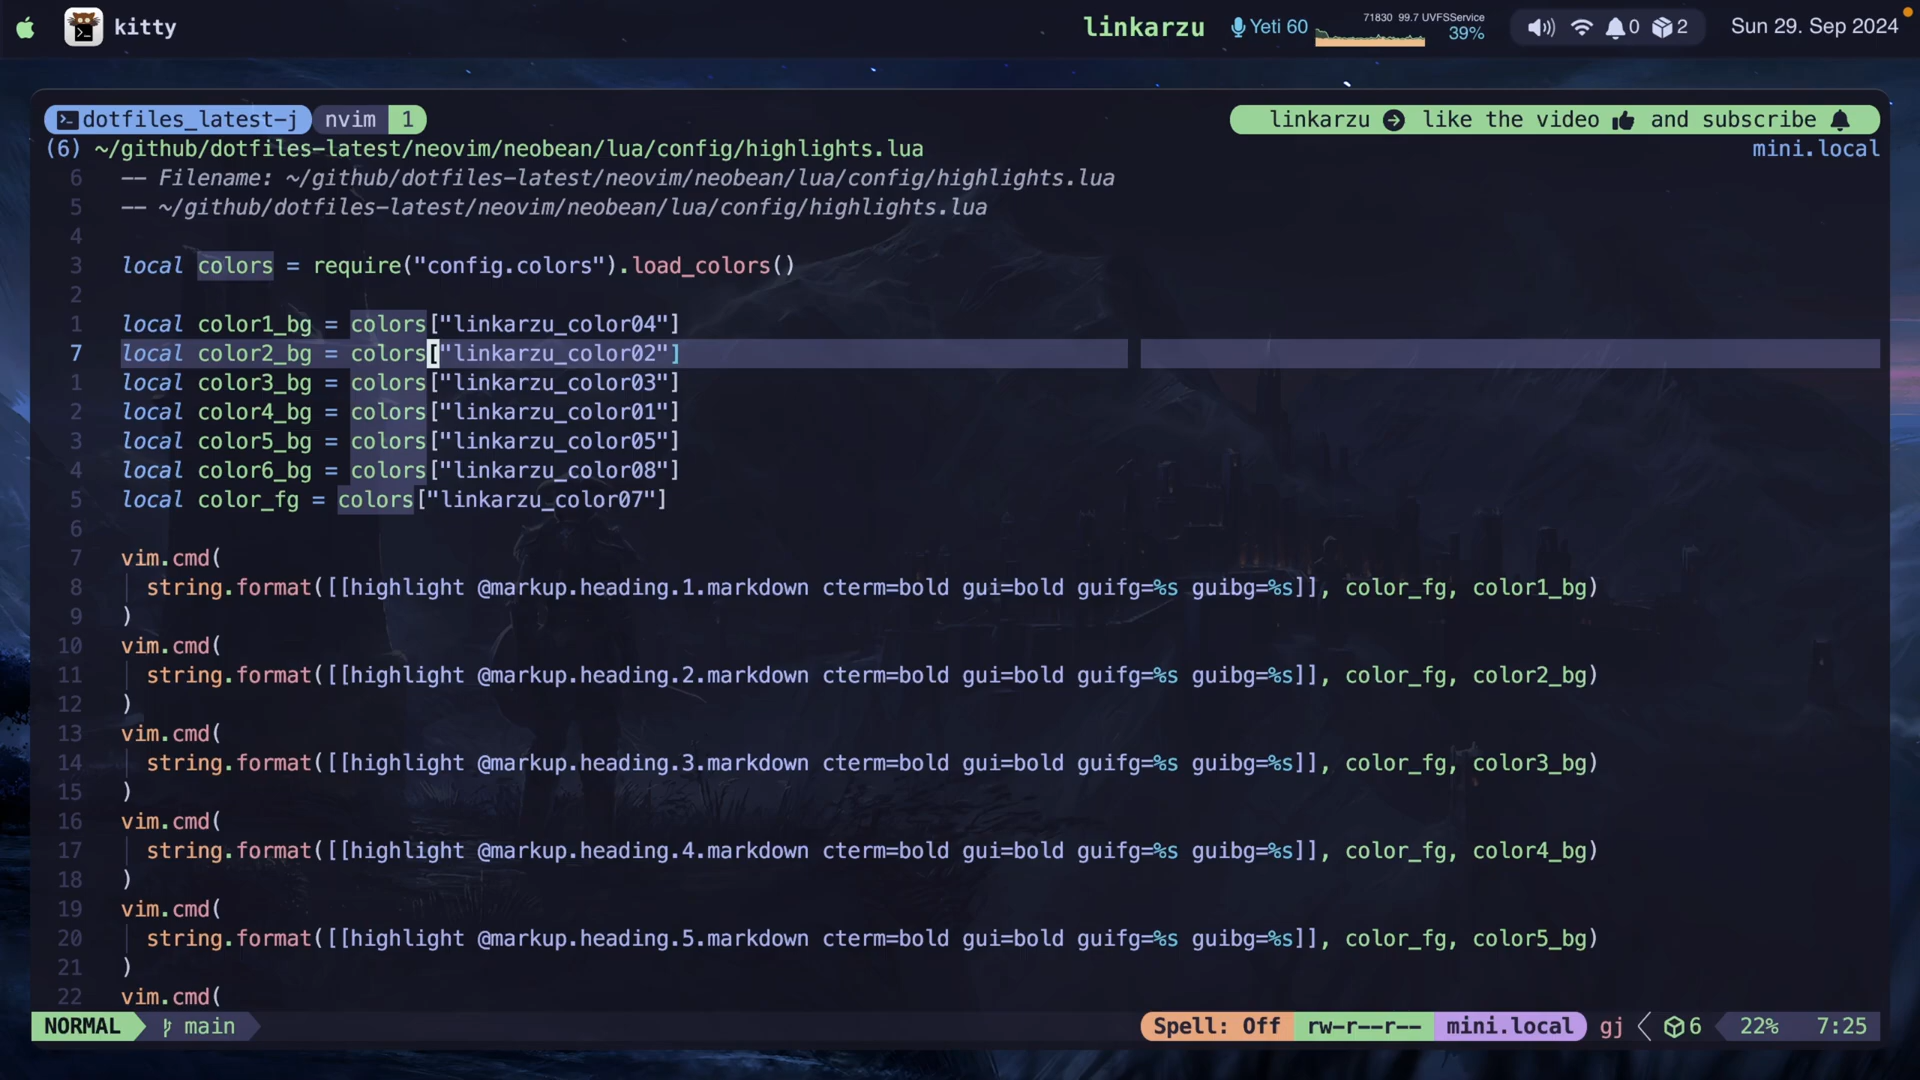 kitty
linkarzu
Yeti 60
71830 99.7 UVFSService
39%
0
2
Sun 29. Sep 2024
dotfiles_latest-j nvim 1
linkarzu like the video and subscribe
(6) ~/github/dotfiles-latest/neovim/neobean/lua/config/highlights.lua mini.local
6 -- Filename: ~/github/dotfiles-latest/neovim/neobean/lua/config/highlights.lua
5 -- ~/github/dotfiles-latest/neovim/neobean/lua/config/highlights.lua
4
3 local colors = require("config.colors").load_colors()
2
1 local color1_bg = colors["linkarzu_color04"]
7 local color2_bg = colors["linkarzu_color02"]
1 local color3_bg = colors["linkarzu_color03"]
2 local color4_bg = colors["linkarzu_color01"]
3 local color5_bg = colors["linkarzu_color05"]
4 local color6_bg = colors["linkarzu_color08"]
5 local color_fg = colors["linkarzu_color07"]
6
7 vim.cmd(
8 string.format([[highlight @markup.heading.1.markdown cterm=bold gui=bold guifg=%s guibg=%s]], color_fg, color1_bg)
9 )
10 vim.cmd(
11 string.format([[highlight @markup.heading.2.markdown cterm=bold gui=bold guifg=%s guibg=%s]], color_fg, color2_bg)
12 )
13 vim.cmd(
14 string.format([[highlight @markup.heading.3.markdown cterm=bold gui=bold guifg=%s guibg=%s]], color_fg, color3_bg)
15 )
16 vim.cmd(
17 string.format([[highlight @markup.heading.4.markdown cterm=bold gui=bold guifg=%s guibg=%s]], color_fg, color4_bg)
18 )
19 vim.cmd(
20 string.format([[highlight @markup.heading.5.markdown cterm=bold gui=bold guifg=%s guibg=%s]], color_fg, color5_bg)
21 )
22 vim.cmd(
NORMAL main Spell: Off rw-r--r-- mini.local gj 6 22% 7:25